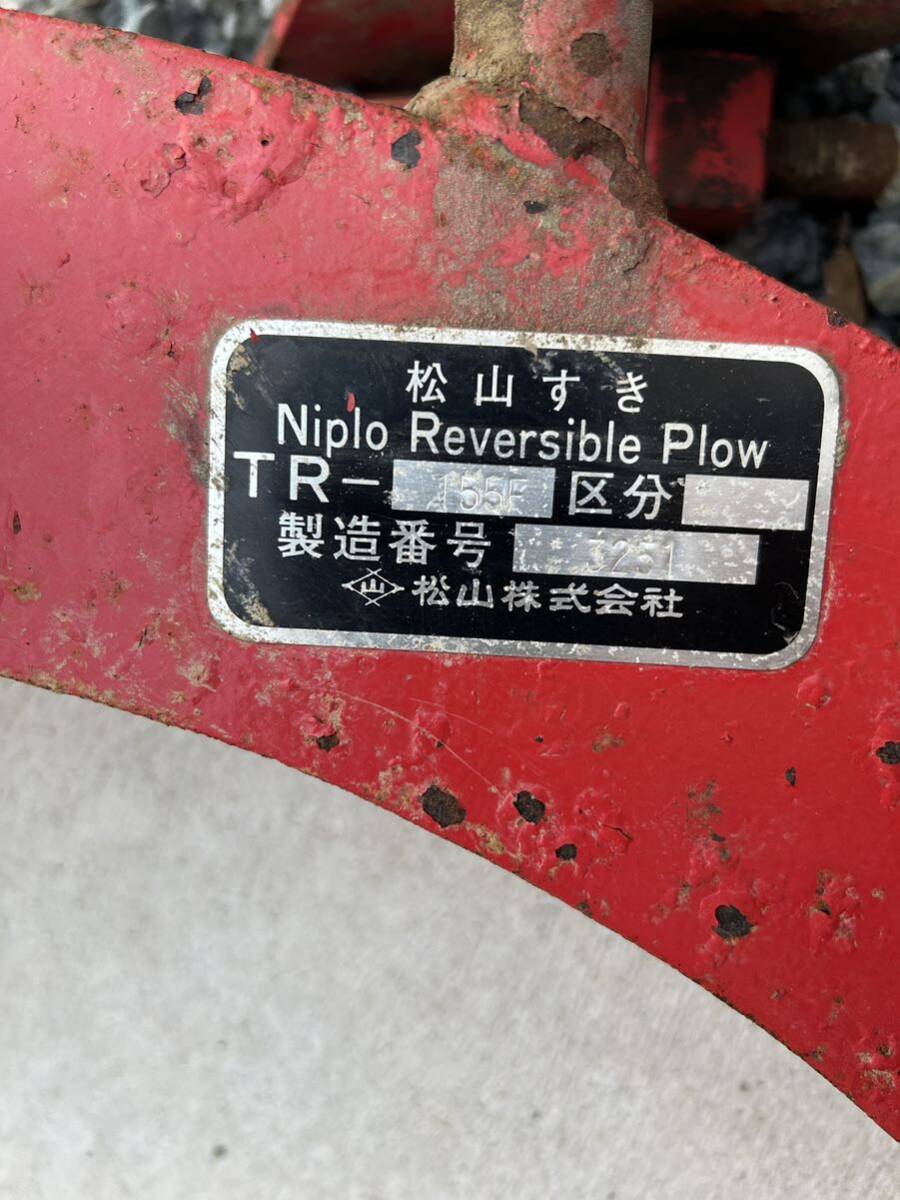 松山すき
Niplo Reversible Plow
TR- 155F 区分
製造番号 3251
山 松山株式会社